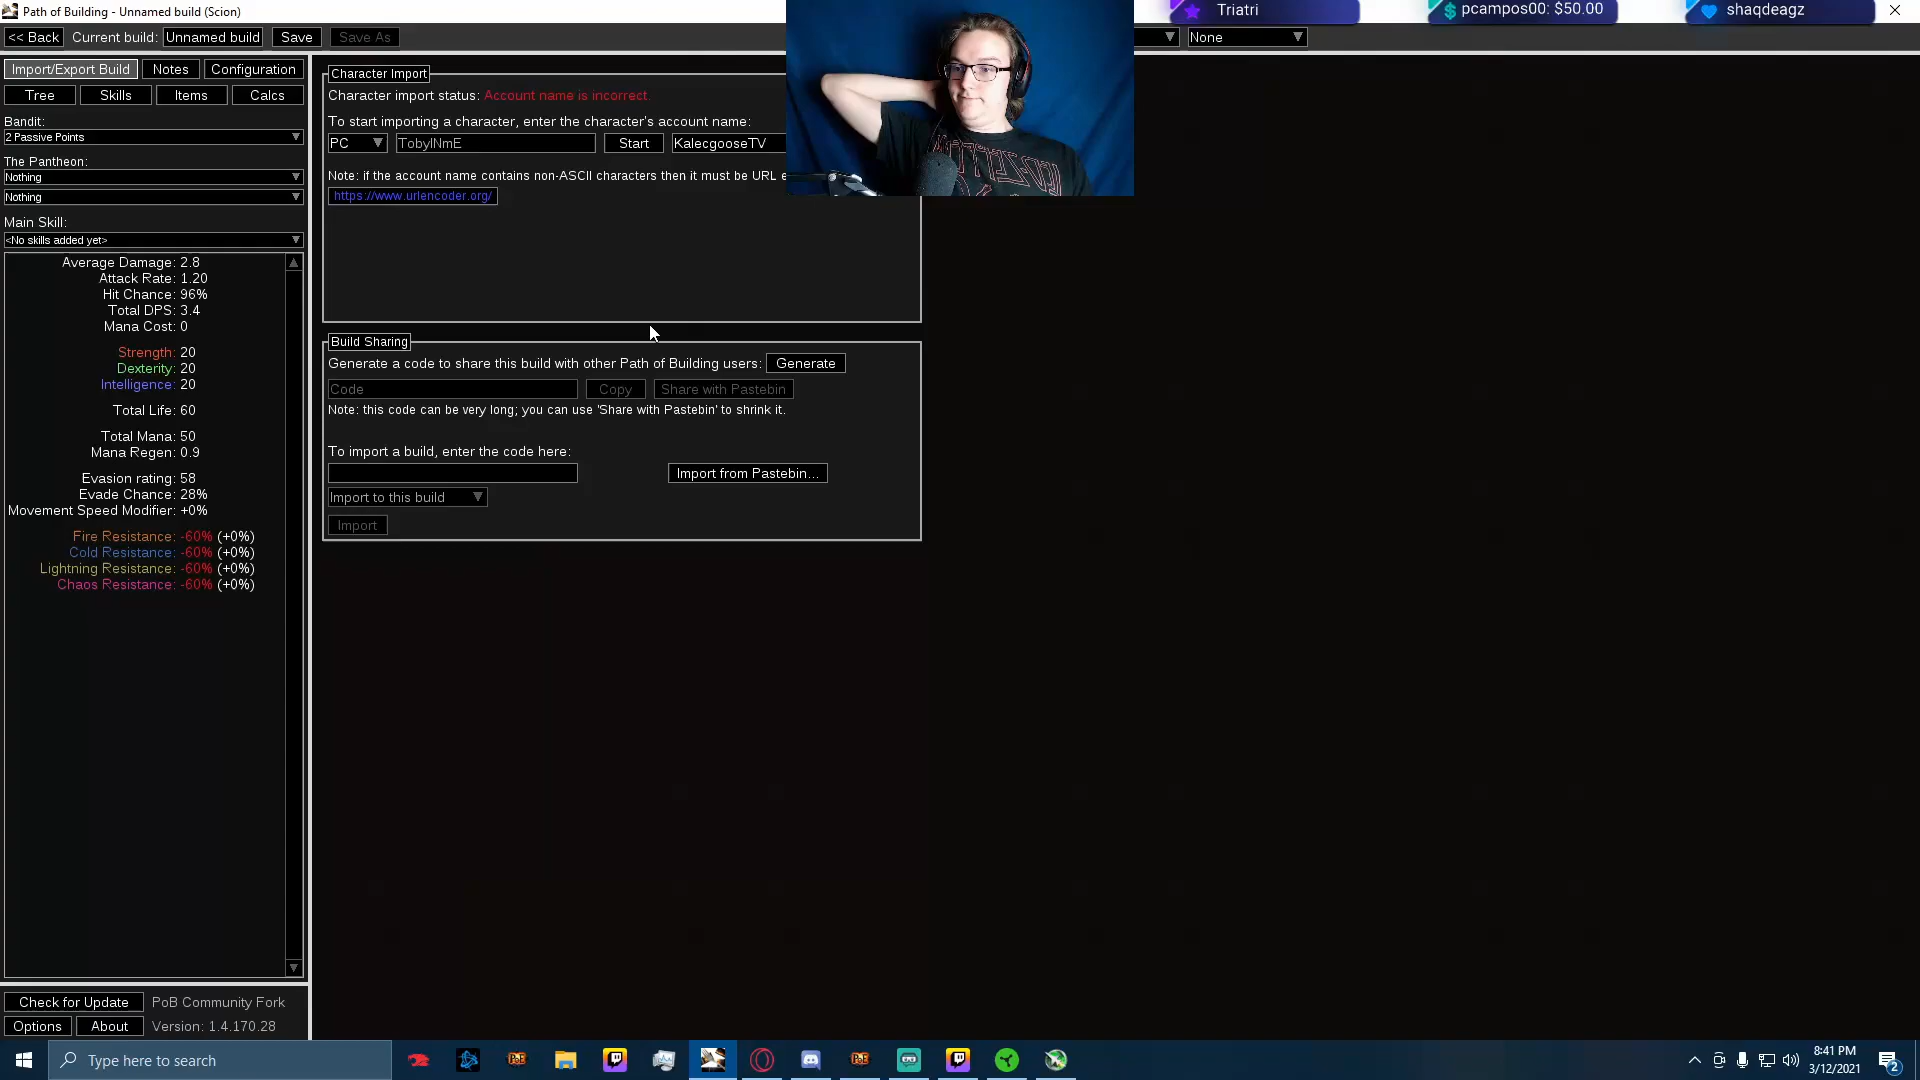 Path of Building - Unnamed build (Scion)
Triatri
pcampos00: $50.00
shaqdeagz
<< Back
Current build:
Unnamed build
Save
Save As
None
Import/Export Build
Notes
Configuration
Tree
Skills
Items
Calcs
Bandit:
2 Passive Points
The Pantheon:
Nothing
Nothing
Main Skill:
<No skills added yet>
Average Damage: 2.8
Attack Rate: 1.20
Hit Chance: 96%
Total DPS: 3.4
Mana Cost: 0
Strength: 20
Dexterity: 20
Intelligence: 20
Total Life: 60
Total Mana: 50
Mana Regen: 0.9
Evasion rating: 58
Evade Chance: 28%
Movement Speed Modifier: +0%
Fire Resistance: -60% (+0%)
Cold Resistance: -60% (+0%)
Lightning Resistance: -60% (+0%)
Chaos Resistance: -60% (+0%)
Check for Update
PoB Community Fork
Options
About
Version: 1.4.170.28
Character Import
Character import status: Account name is incorrect.
To start importing a character, enter the character's account name:
PC
TobyINmE
Start
KalecgooseTV
Note: if the account name contains non-ASCII characters then it must be URL e
https://www.urlencoder.org/
Build Sharing
Generate a code to share this build with other Path of Building users:
Generate
Code
Copy
Share with Pastebin
Note: this code can be very long; you can use 'Share with Pastebin' to shrink it.
To import a build, enter the code here:
Import from Pastebin...
Import to this build
Import
Type here to search
PoE
PoE
8:41 PM
3/12/2021
2